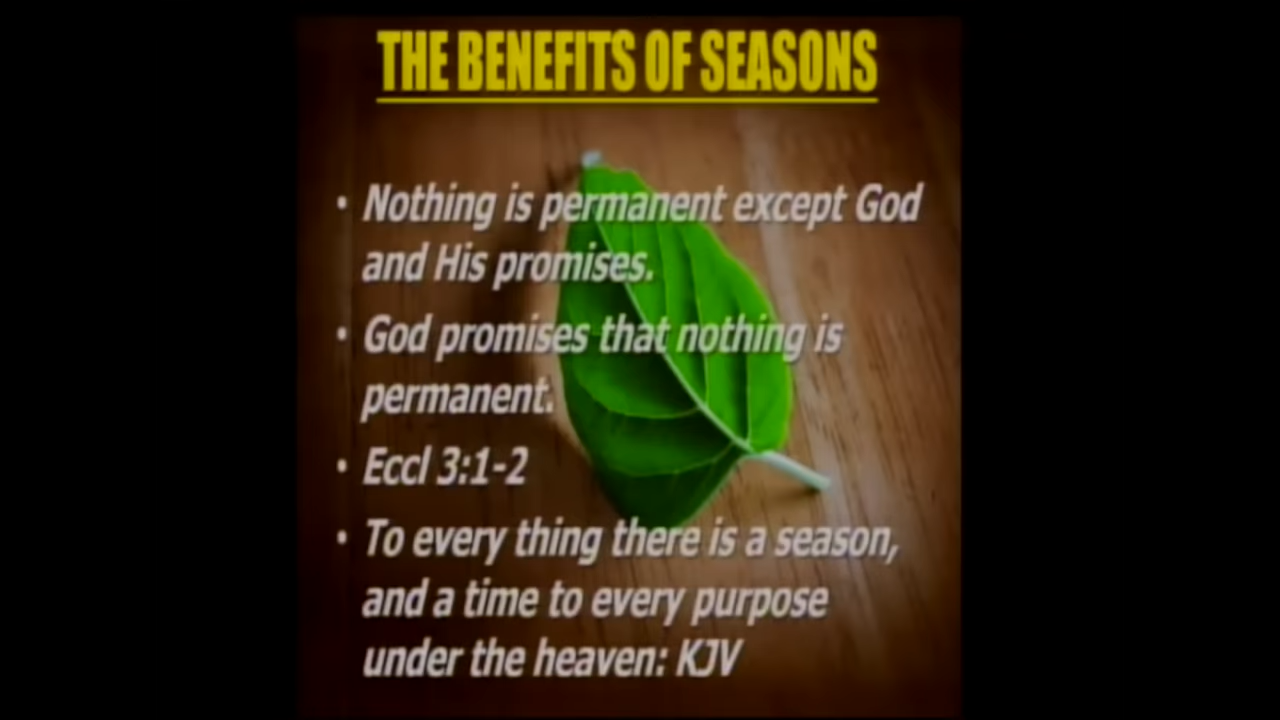 THE BENEFITS OF SEASONS
• Nothing is permanent except God
and His promises.
• God promises that nothing is
permanent.
• Eccl 3:1-2
• To every thing there is a season,
and a time to every purpose
under the heaven: KJV